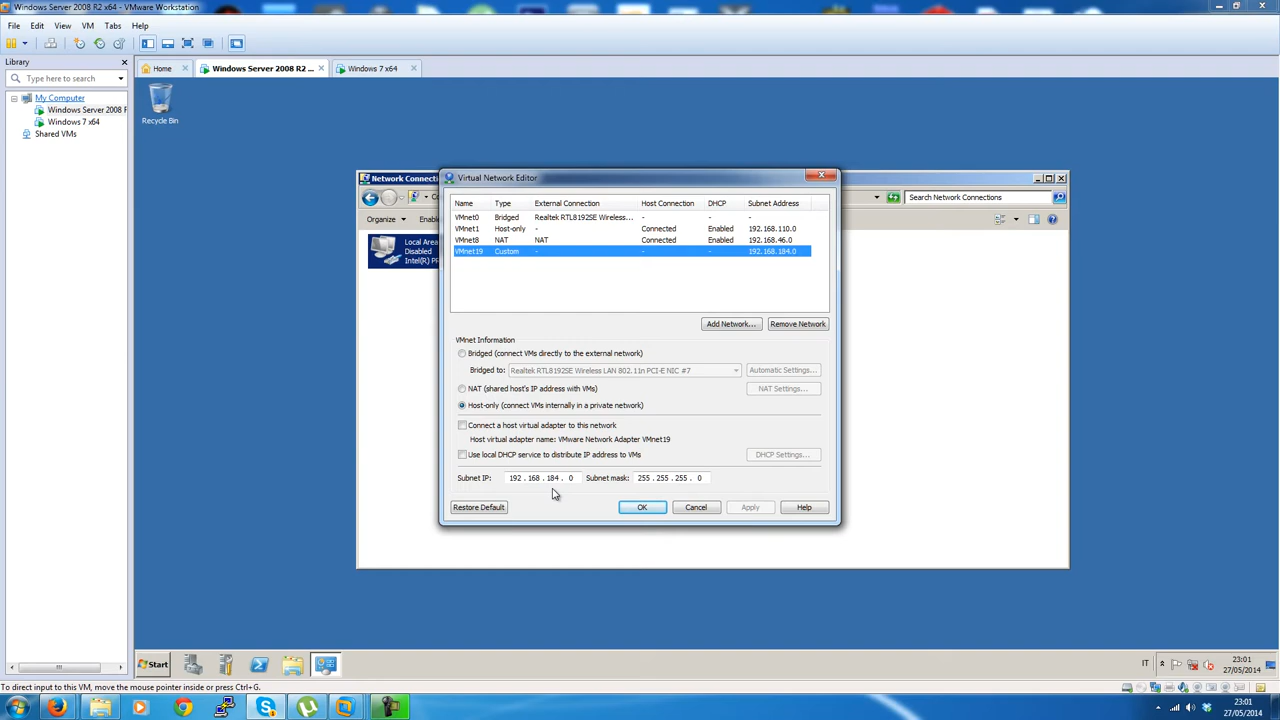 Windows Server 2008 R2 x64 - VMware Workstation
File Edit View VM Tabs Help
Library
Type here to search
Home
Windows Server 2008 R2 ...
Windows 7 x64
My Computer
Windows Server 2008 R
Windows 7 x64
Shared VMs
Recycle Bin
Network Connecti
Search Network Connections
Organize
Local Area
Disabled
Intel(R) PR
Virtual Network Editor
Name Type External Connection Host Connection DHCP Subnet Address
VMnet0 Bridged Realtek RTL8192SE Wireless... - - -
VMnet1 Host-only - Connected Enabled 192.168.110.0
VMnet8 NAT NAT Connected Enabled 192.168.46.0
VMnet19 Custom - - - 192.168.184.0
Add Network... Remove Network
VMnet Information
Bridged (connect VMs directly to the external network)
Bridged to: Realtek RTL8192SE Wireless LAN 802.11n PCI-E NIC #7 Automatic Settings...
NAT (shared host's IP address with VMs) NAT Settings...
Host-only (connect VMs internally in a private network)
Connect a host virtual adapter to this network
Host virtual adapter name: VMware Network Adapter VMnet19
Use local DHCP service to distribute IP address to VMs DHCP Settings...
Subnet IP: 192 . 168 . 184 . 0 Subnet mask: 255 . 255 . 255 . 0
Restore Default OK Cancel Apply Help
Start
IT
23:01
27/05/2014
To direct input to this VM, move the mouse pointer inside or press Ctrl+G.
23:01
27/05/2014